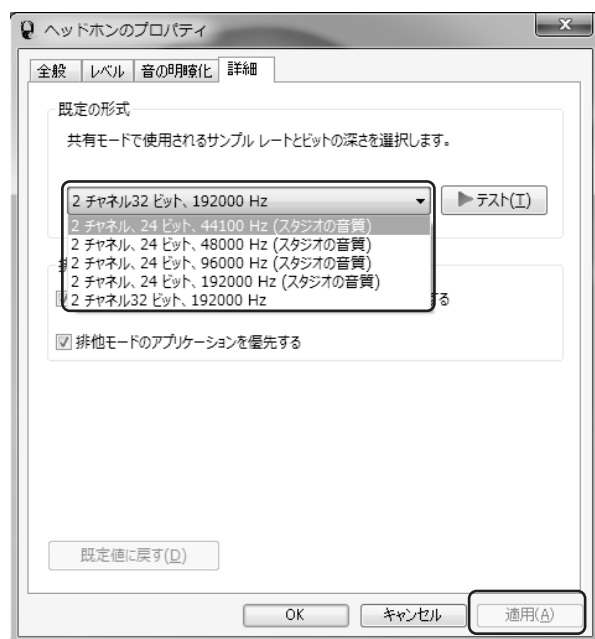 ヘッドホンのプロパティ
全般 レベル 音の明瞭化 詳細
既定の形式
共有モードで使用されるサンプル レートとビットの深さを選択します。
2 チャネル32 ビット、192000 Hz テスト(T)
2 チャネル、24 ビット、44100 Hz (スタジオの音質)
2 チャネル、24 ビット、48000 Hz (スタジオの音質)
2 チャネル、24 ビット、96000 Hz (スタジオの音質)
2 チャネル、24 ビット、192000 Hz (スタジオの音質)
2 チャネル32 ビット、192000 Hz する
排他モードのアプリケーションを優先する
既定値に戻す(D)
OK キャンセル 適用(A)